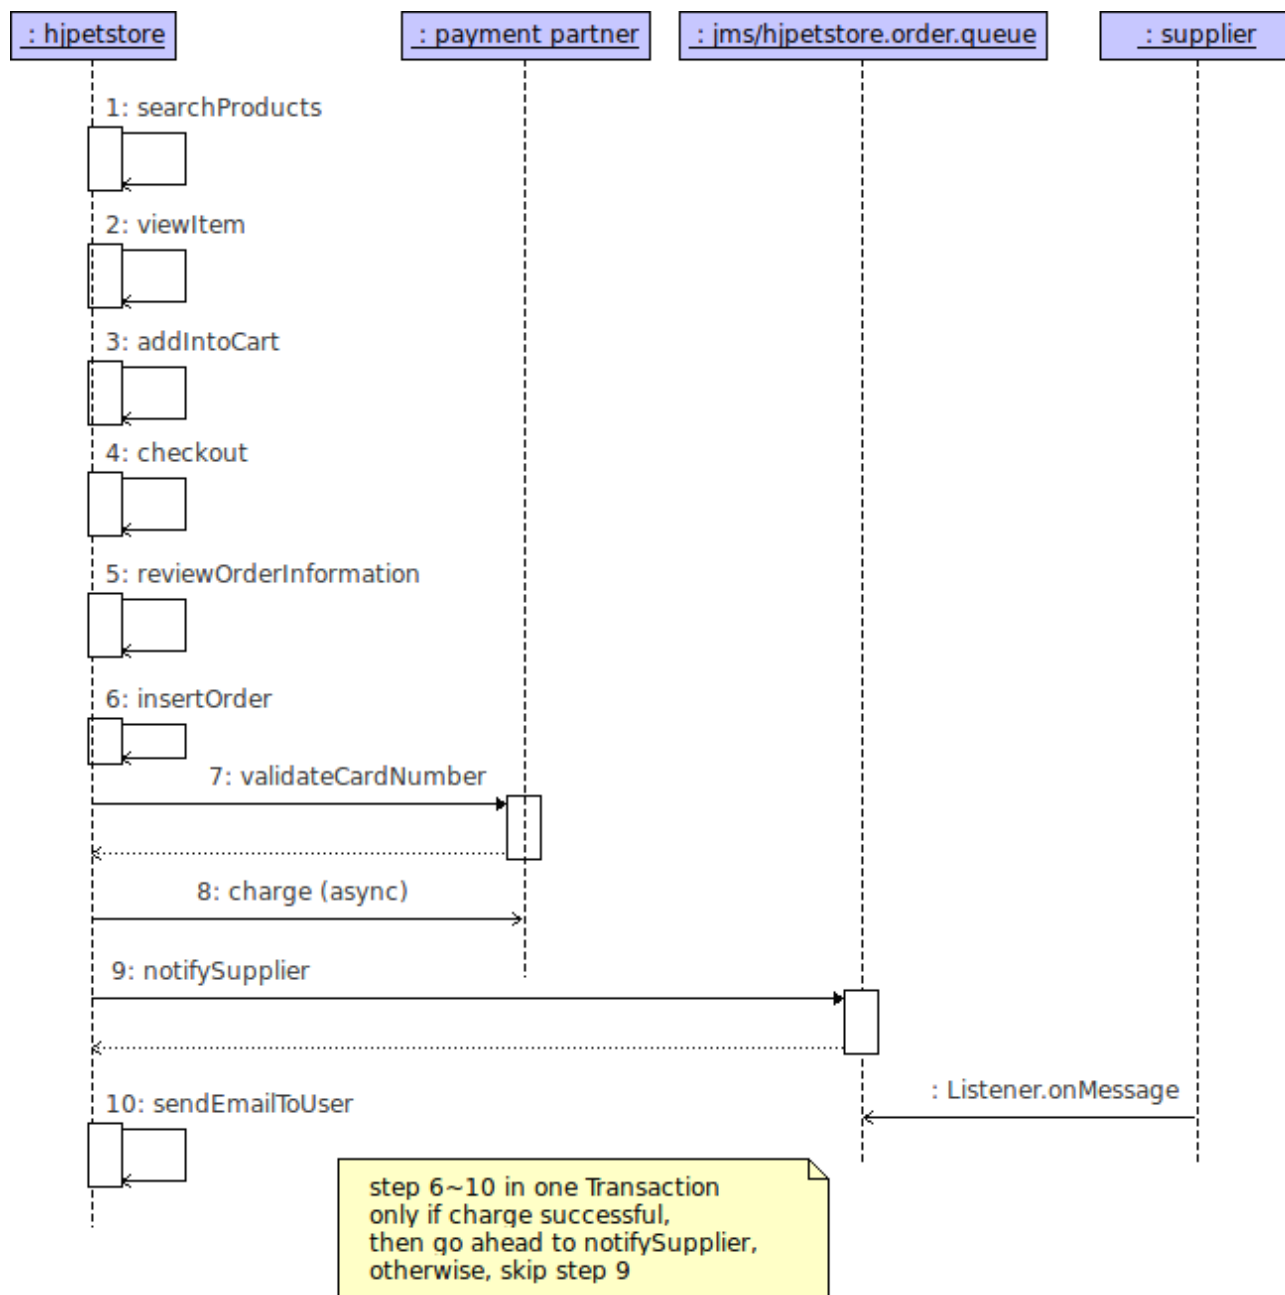 : hjpetstore
: payment partner
: jms/hjpetstore.order.queue
: supplier
1: searchProducts
2: viewItem
3: addIntoCart
4: checkout
5: reviewOrderInformation
6: insertOrder
7: validateCardNumber
8: charge (async)
9: notifySupplier
: Listener.onMessage
10: sendEmailToUser
step 6~10 in one Transaction
only if charge successful,
then go ahead to notifySupplier,
otherwise, skip step 9